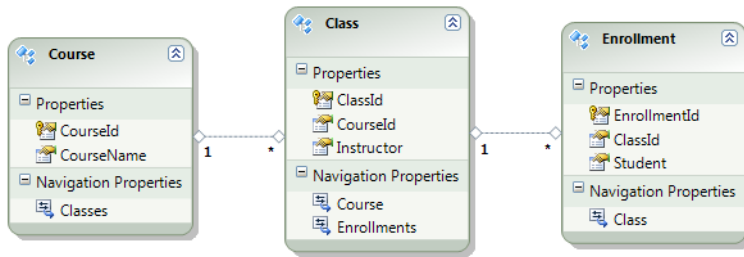 Course
Properties
CourseId
CourseName
Navigation Properties
Classes
1
*
Class
Properties
ClassId
CourseId
Instructor
Navigation Properties
Course
Enrollments
1
*
Enrollment
Properties
EnrollmentId
ClassId
Student
Navigation Properties
Class